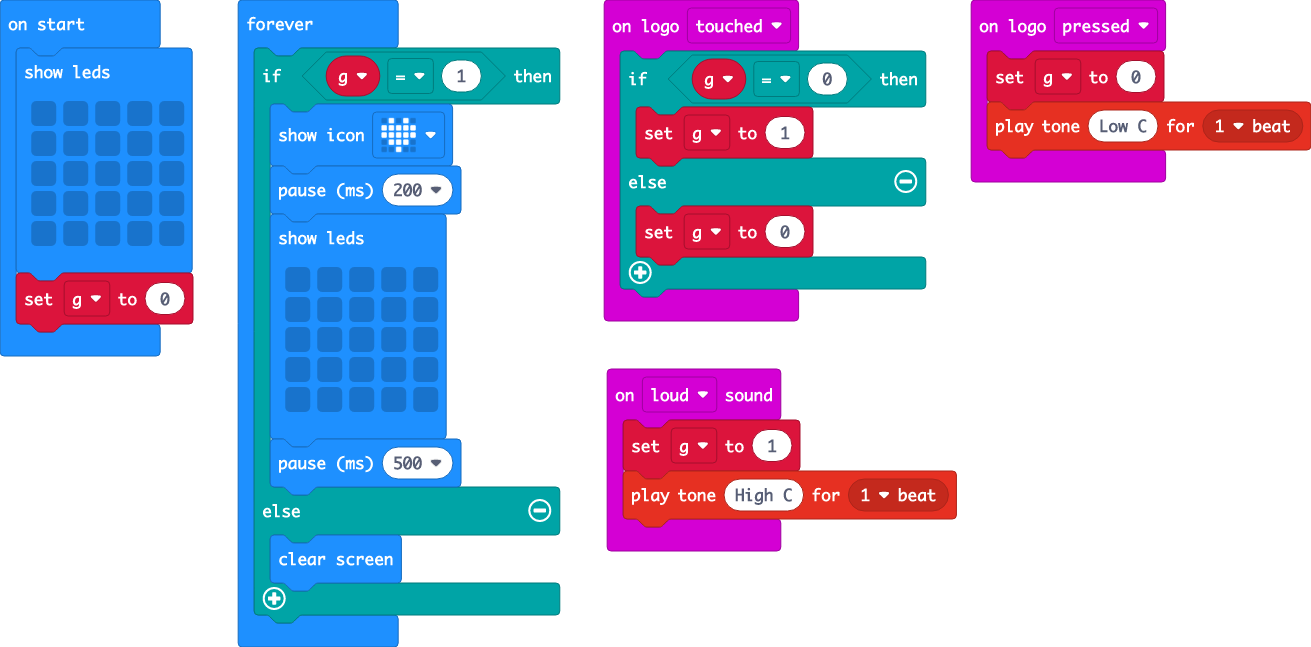 on start
show leds
set g to 0
forever
if g = 1 then
show icon
pause (ms) 200
show leds
pause (ms) 500
else
clear screen
on logo touched
if g = 0 then
set g to 1
else
set g to 0
on loud sound
set g to 1
play tone High C for 1 beat
on logo pressed
set g to 0
play tone Low C for 1 beat